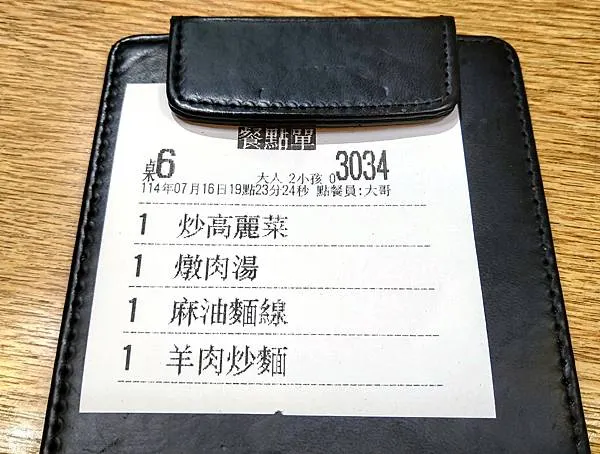 餐點單
桌6 大人 2小孩 0 3034
114年07月16日19點23分24秒 點餐員:大哥
1 炒高麗菜
1 燉肉湯
1 麻油麵線
1 羊肉炒麵